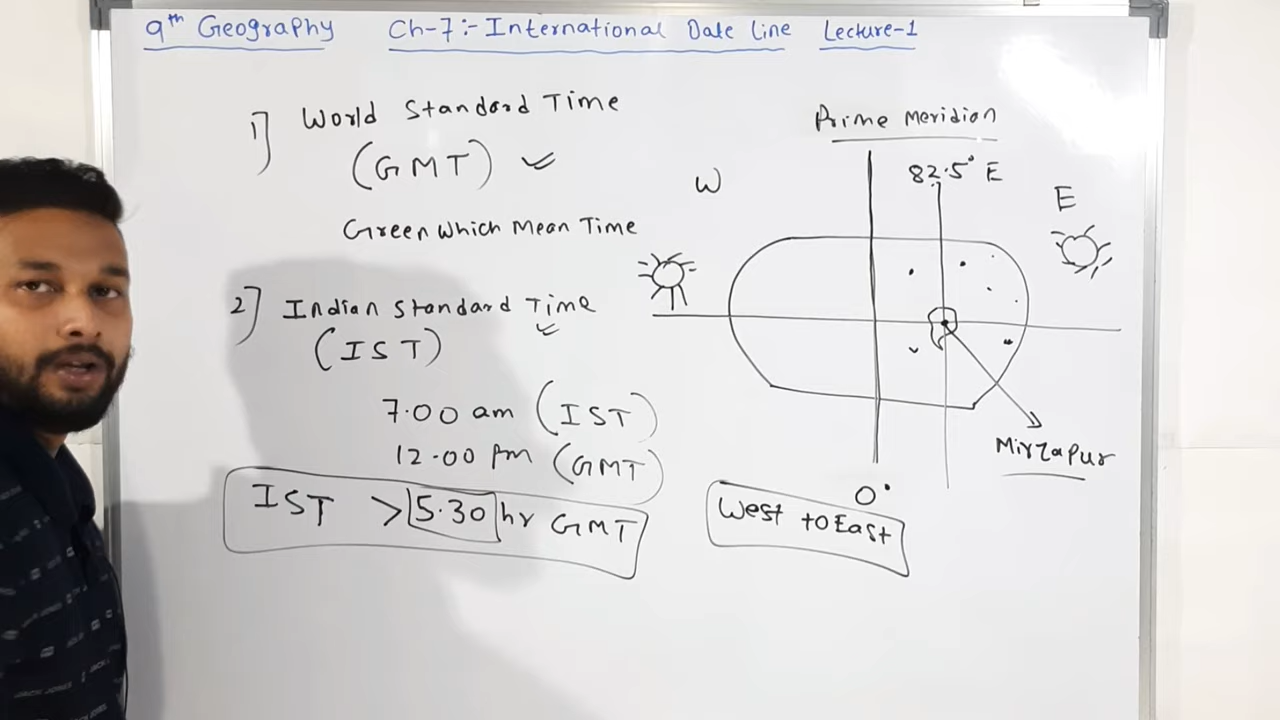 9th Geography Ch-7:- International Date Line Lecture-1
1] World Standard Time
(GMT)
Green Which Mean Time
2] Indian Standard Time
(IST)
7.00 am (IST)
12.00 pm (GMT)
IST > 5.30 hr GMT
Prime Meridian
82.5° E
W
E
Mirzapur
0°
West to East